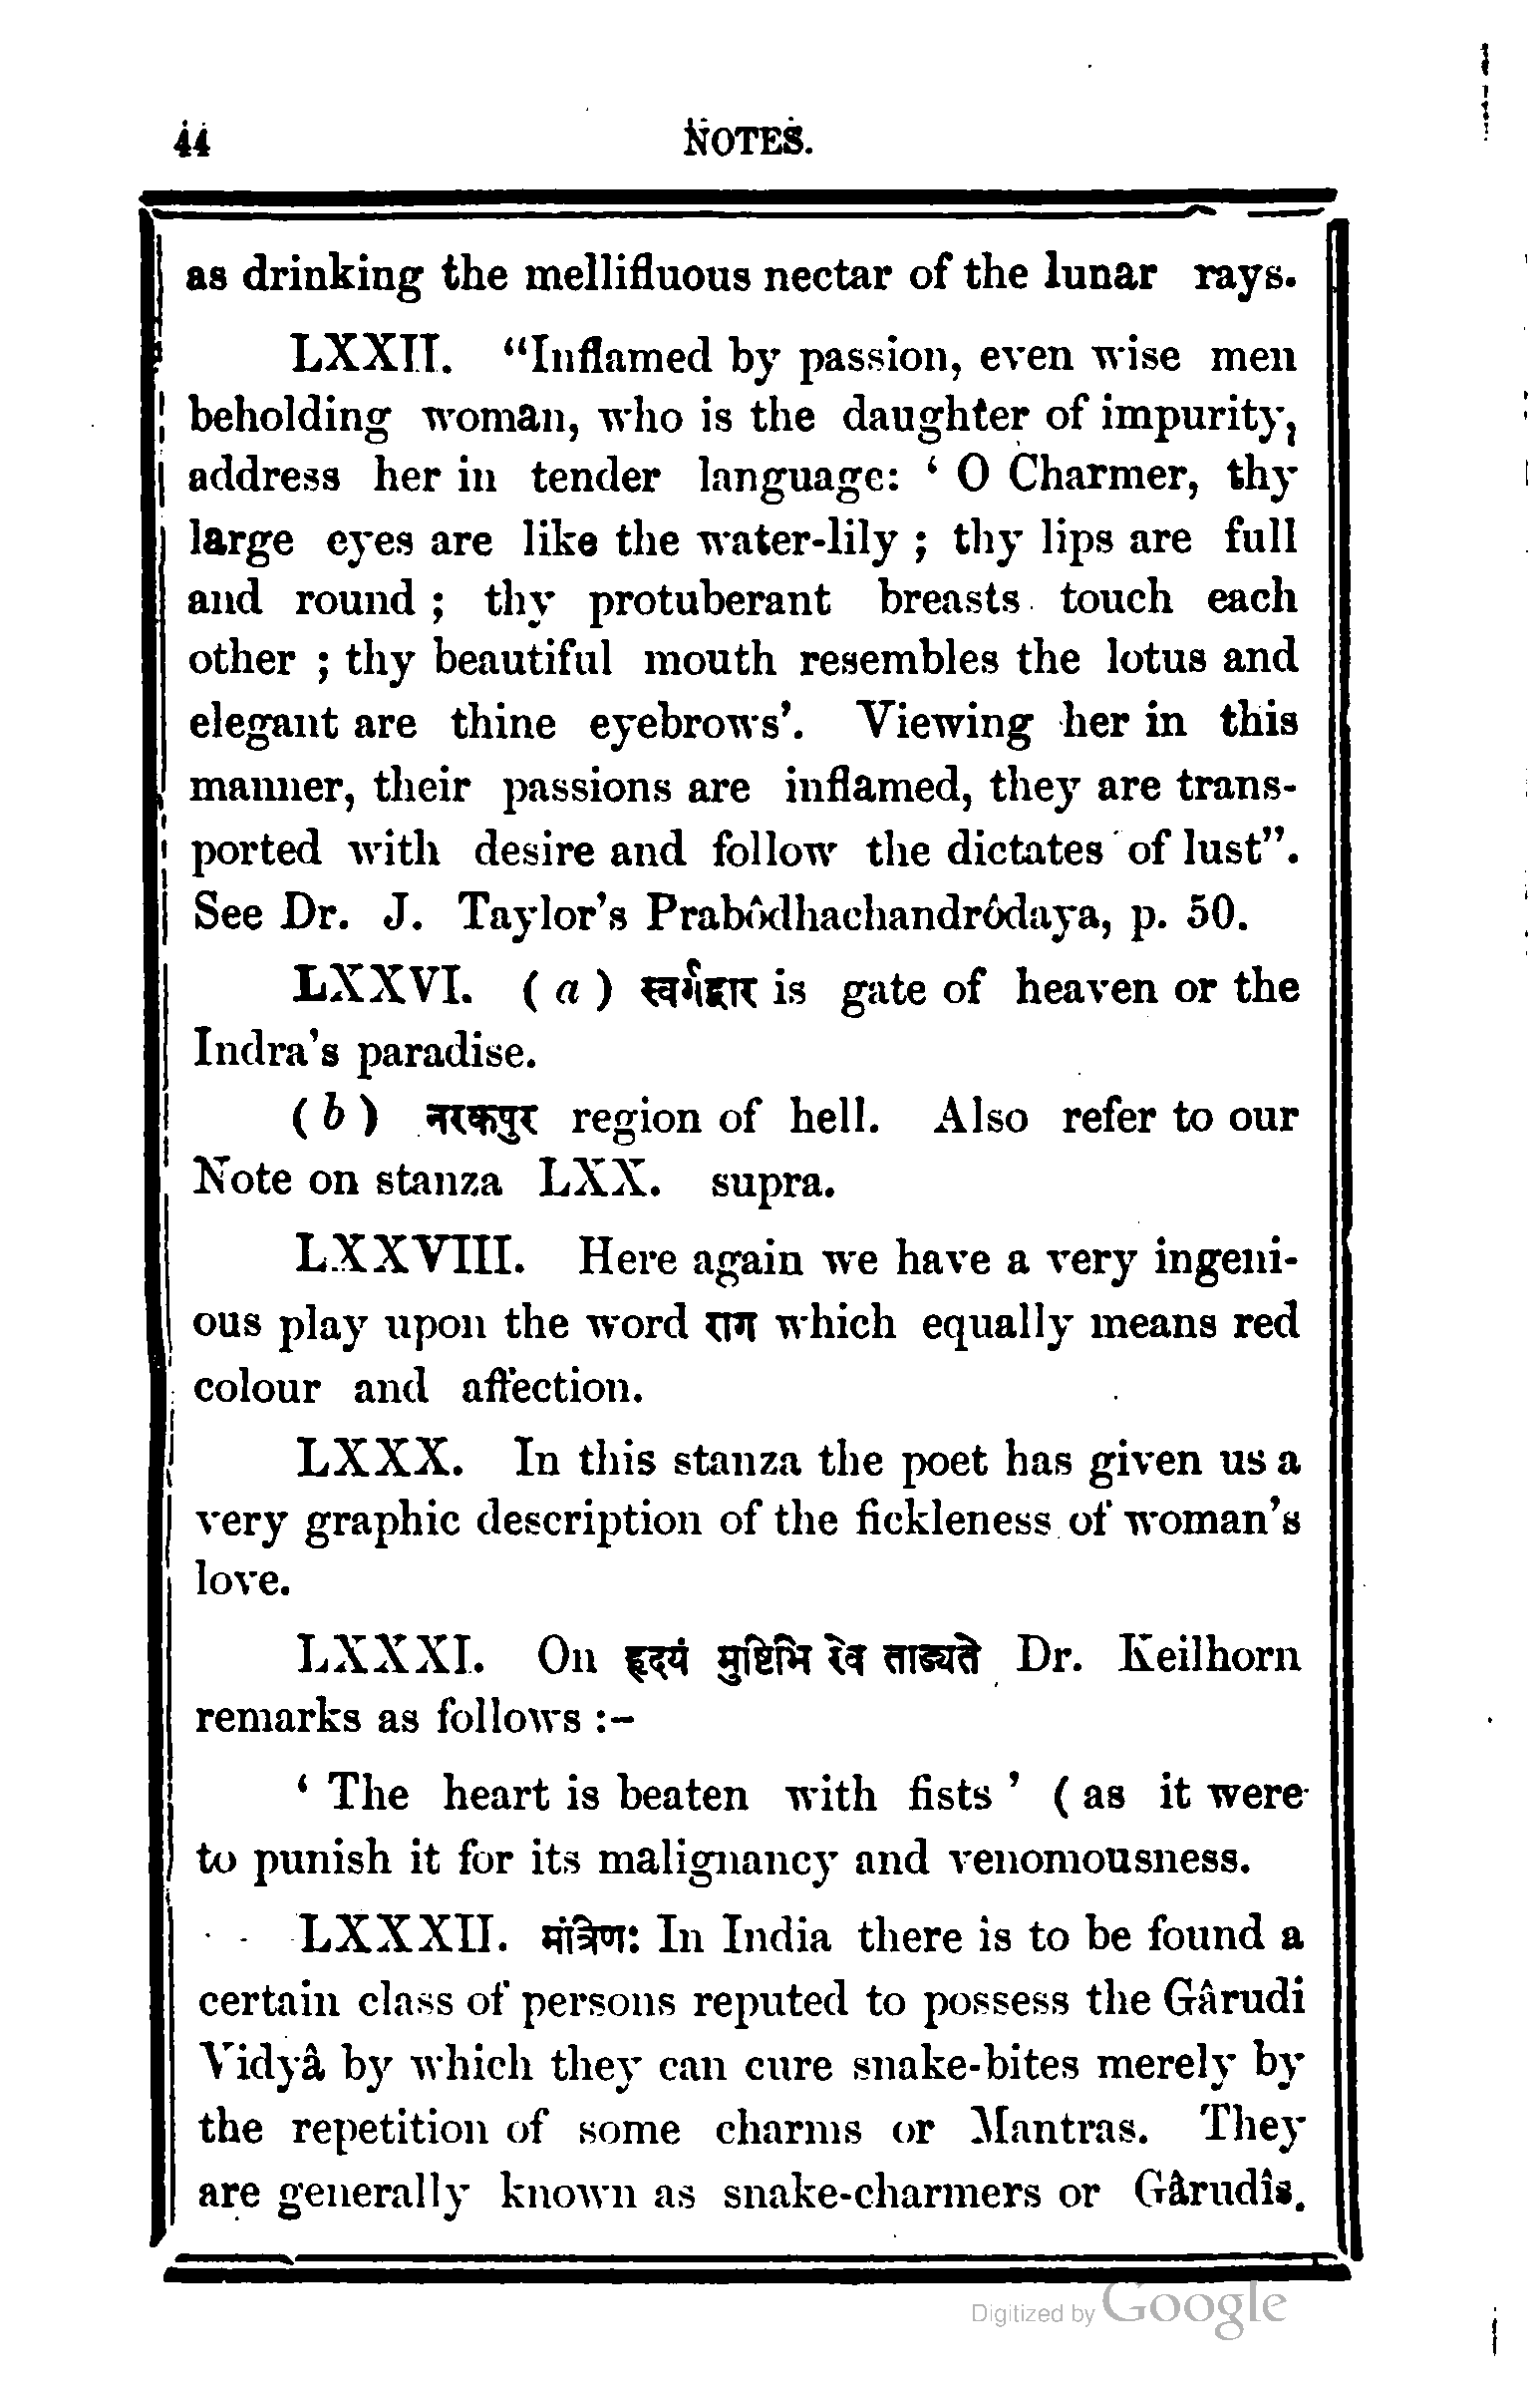 44 NOTES.
as drinking the mellifluous nectar of the lunar rays.
LXXII. “Inflamed by passion, even wise men
beholding woman, who is the daughter of impurity,
address her in tender language: ‘ O Charmer, thy
large eyes are like the water-lily ; thy lips are full
and round ; thy protuberant breasts touch each
other ; thy beautiful mouth resembles the lotus and
elegant are thine eyebrows’. Viewing her in this
manner, their passions are inflamed, they are trans-
ported with desire and follow the dictates of lust”.
See Dr. J. Taylor’s Prabôdhachandrôdaya, p. 50.
LXXVI. ( a ) स्वर्गद्वार is gate of heaven or the
Indra’s paradise.
( b ) नरकपुर region of hell. Also refer to our
Note on stanza LXX. supra.
LXXVIII. Here again we have a very ingeni-
ous play upon the word राग which equally means red
colour and affection.
LXXX. In this stanza the poet has given us a
very graphic description of the fickleness of woman’s
love.
LXXXI. On हृदयं मुष्टिभि रेव ताड्यते Dr. Keilhorn
remarks as follows :–
‘ The heart is beaten with fists ’ ( as it were
to punish it for its malignancy and venomousness.
LXXXII. मांत्रेण: In India there is to be found a
certain class of persons reputed to possess the Gârudi
Vidyâ by which they can cure snake-bites merely by
the repetition of some charms or Mantras. They
are generally known as snake-charmers or Gârudîs.
Digitized by Google